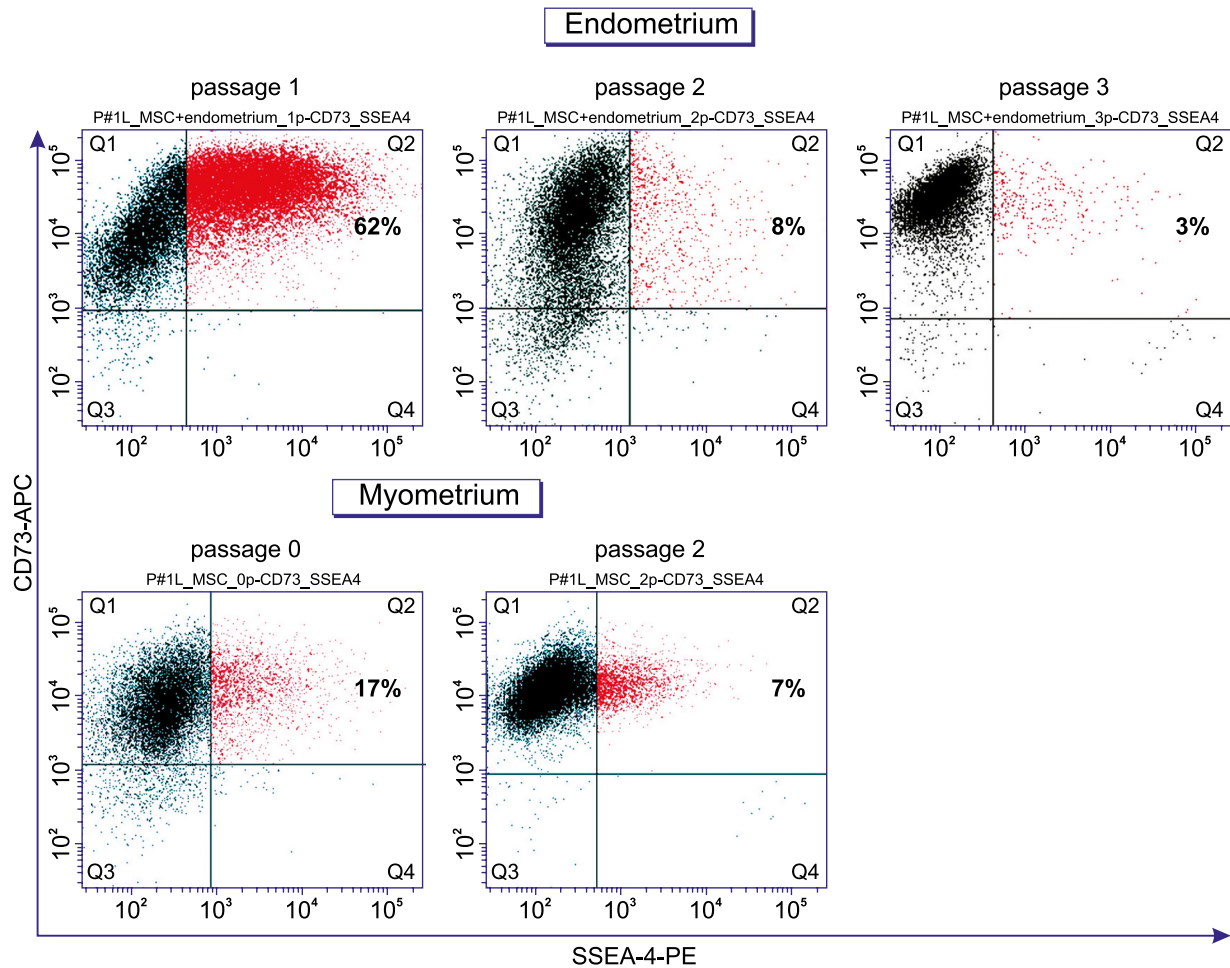 Endometrium
passage 1
passage 2
passage 3
P#1L_MSC+endometrium_1p-CD73_SSEA4
P#1L_MSC+endometrium_2p-CD73_SSEA4
P#1L_MSC+endometrium_3p-CD73_SSEA4
Q1 Q2 Q1 Q2 Q1 Q2
10⁵ 10⁵ 10⁵
62% 8% 3%
10⁴ 10⁴ 10⁴
10³ 10³ 10³
10² 10² 10²
Q3 Q4 Q3 Q4 Q3 Q4
10² 10³ 10⁴ 10⁵ 10² 10³ 10⁴ 10⁵ 10² 10³ 10⁴ 10⁵
Myometrium
passage 0
passage 2
P#1L_MSC_0p-CD73_SSEA4
P#1L_MSC_2p-CD73_SSEA4
Q1 Q2 Q1 Q2
10⁵ 10⁵
17% 7%
10⁴ 10⁴
10³ 10³
10² 10²
Q3 Q4 Q3 Q4
10² 10³ 10⁴ 10⁵ 10² 10³ 10⁴ 10⁵
CD73-APC
SSEA-4-PE